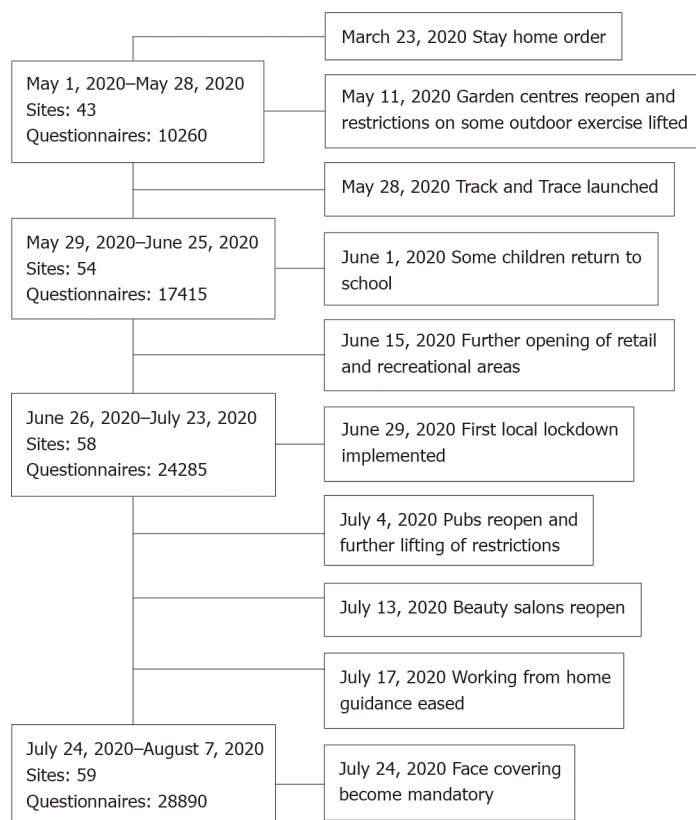 March 23, 2020 Stay home order
May 1, 2020–May 28, 2020
Sites: 43
Questionnaires: 10260
May 11, 2020 Garden centres reopen and
restrictions on some outdoor exercise lifted
May 28, 2020 Track and Trace launched
May 29, 2020–June 25, 2020
Sites: 54
Questionnaires: 17415
June 1, 2020 Some children return to
school
June 15, 2020 Further opening of retail
and recreational areas
June 26, 2020–July 23, 2020
Sites: 58
Questionnaires: 24285
June 29, 2020 First local lockdown
implemented
July 4, 2020 Pubs reopen and
further lifting of restrictions
July 13, 2020 Beauty salons reopen
July 17, 2020 Working from home
guidance eased
July 24, 2020–August 7, 2020
Sites: 59
Questionnaires: 28890
July 24, 2020 Face covering
become mandatory